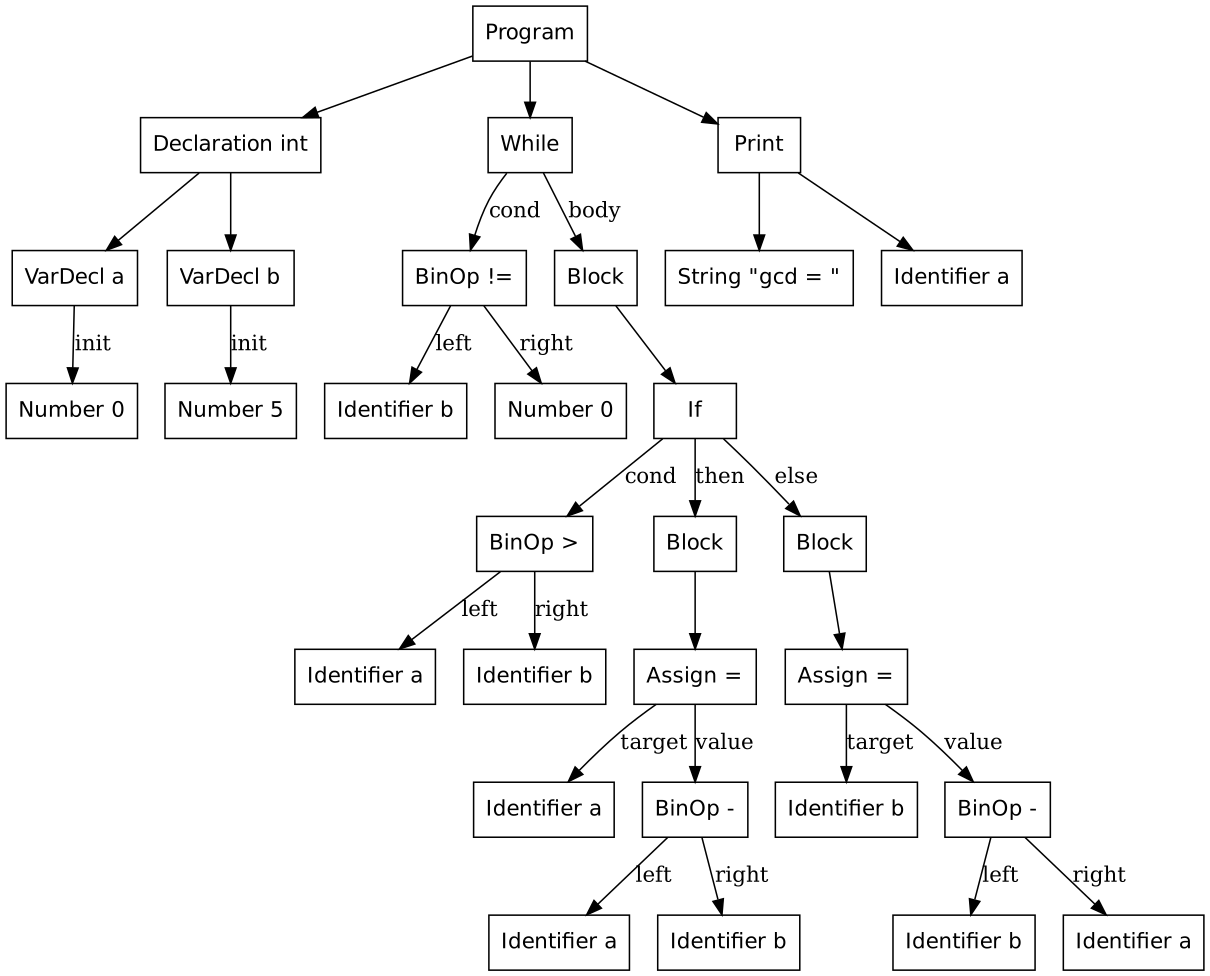 Program
Declaration int
While
Print
cond
body
VarDecl a
VarDecl b
BinOp !=
Block
String "gcd = "
Identifier a
init
init
left
right
Number 0
Number 5
Identifier b
Number 0
If
cond
then
else
BinOp >
Block
Block
left
right
Identifier a
Identifier b
Assign =
Assign =
target
value
target
value
Identifier a
BinOp -
Identifier b
BinOp -
left
right
left
right
Identifier a
Identifier b
Identifier b
Identifier a